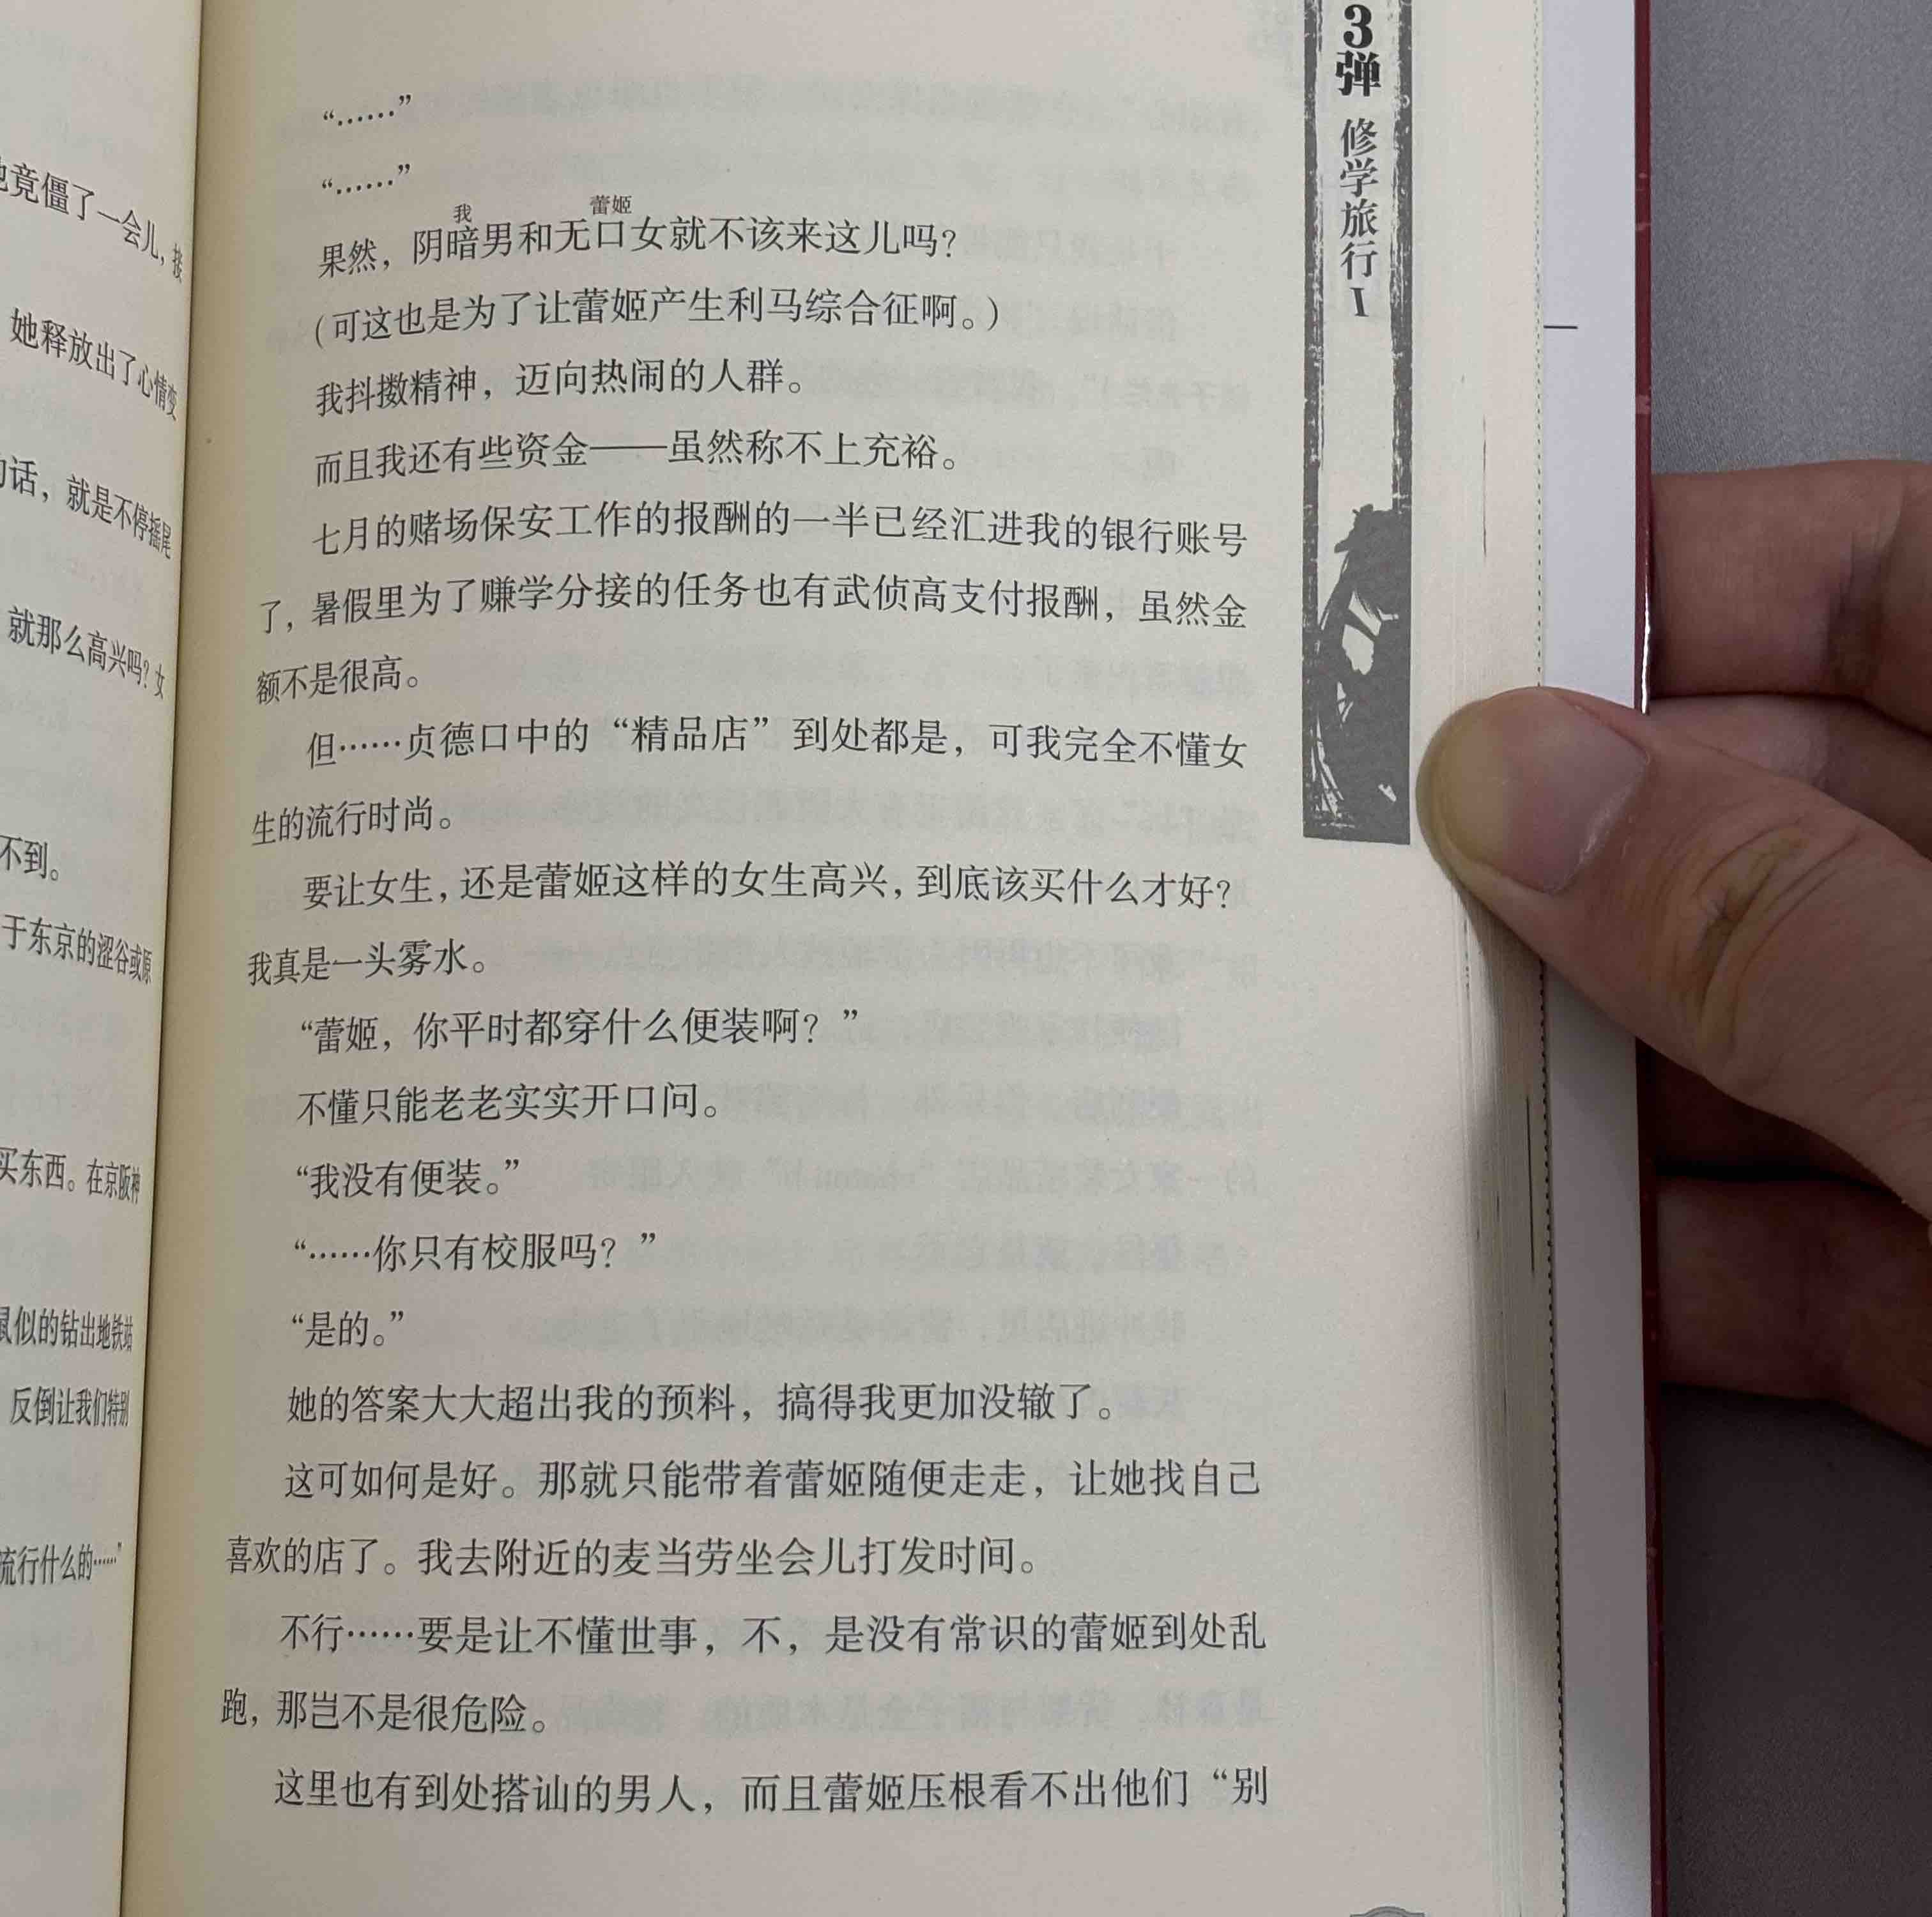 竟僵了一会儿，
她释放出了心情变
话，就是不停摇尾
就那么高兴吗？女
不到。
于东京的涩谷或原
买东西。在京阪神
似的钻出地铁站
反倒让我们特别
流行什么的……”
“……”
“……”
我 蕾姬
果然，阴暗男和无口女就不该来这儿吗？
（可这也是为了让蕾姬产生利马综合征啊。）
我抖擞精神，迈向热闹的人群。
而且我还有些资金——虽然称不上充裕。
七月的赌场保安工作的报酬的一半已经汇进我的银行账号
了，暑假里为了赚学分接的任务也有武侦高支付报酬，虽然金
额不是很高。
但……贞德口中的“精品店”到处都是，可我完全不懂女
生的流行时尚。
要让女生，还是蕾姬这样的女生高兴，到底该买什么才好？
我真是一头雾水。
“蕾姬，你平时都穿什么便装啊？”
不懂只能老老实实开口问。
“我没有便装。”
“……你只有校服吗？”
“是的。”
她的答案大大超出我的预料，搞得我更加没辙了。
这可如何是好。那就只能带着蕾姬随便走走，让她找自己
喜欢的店了。我去附近的麦当劳坐会儿打发时间。
不行……要是让不懂世事，不，是没有常识的蕾姬到处乱
跑，那岂不是很危险。
这里也有到处搭讪的男人，而且蕾姬压根看不出他们“别
3弹 修学旅行Ⅰ